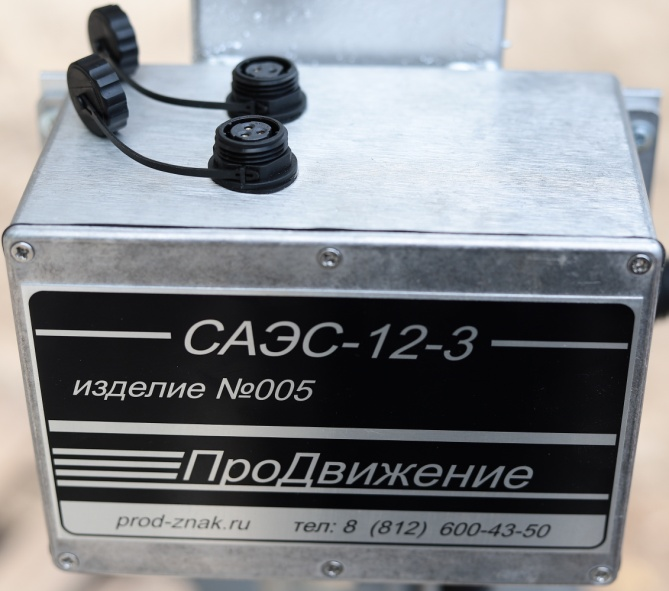 САЭС-12-3
изделие №005
ПроДвижение
prod-znak.ru тел: 8 (812) 600-43-50